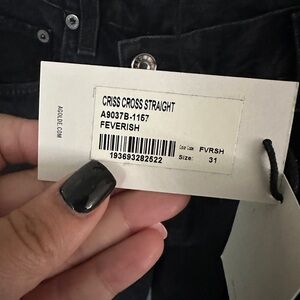 CRISS CROSS STRAIGHT
A9037B-1157
FEVERISH
Color Code: FVRSH
Size: 31
193693282522
AGOLDE.COM